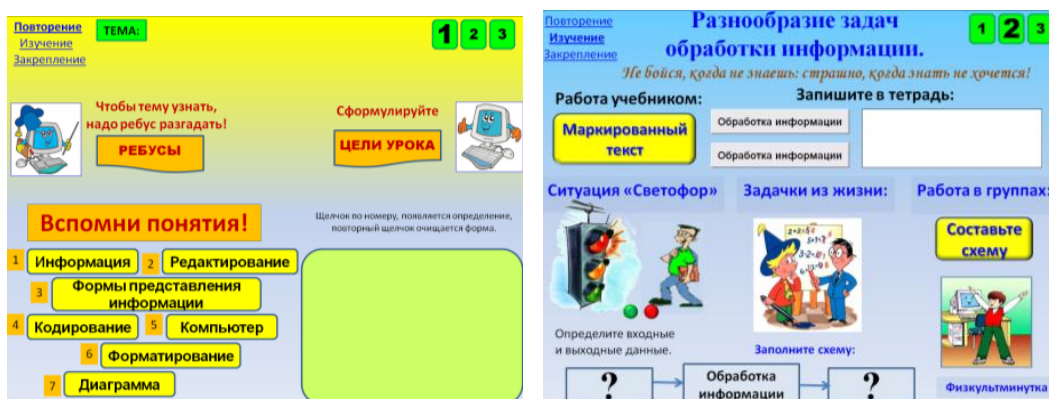 Повторение
Изучение
Закрепление
ТЕМА:
1 2 3
Чтобы тему узнать,
надо ребус разгадать!
РЕБУСЫ
Сформулируйте
ЦЕЛИ УРОКА
Вспомни понятия!
Щелчок по номеру, появляется определение,
повторный щелчок очищается форма.
1 Информация 2 Редактирование
3 Формы представления
информации
4 Кодирование 5 Компьютер
6 Форматирование
7 Диаграмма
Повторение
Изучение
Закрепление
Разнообразие задач
обработки информации.
1 2 3
Не бойся, когда не знаешь: страшно, когда знать не хочется!
Работа учебником:
Запишите в тетрадь:
Маркированный
текст
Обработка информации
Обработка информации
Ситуация «Светофор»
Задачки из жизни:
Работа в группах:
Составьте
схему
Определите входные
и выходные данные.
Заполните схему:
? Обработка
информации ?
Физкультминутка